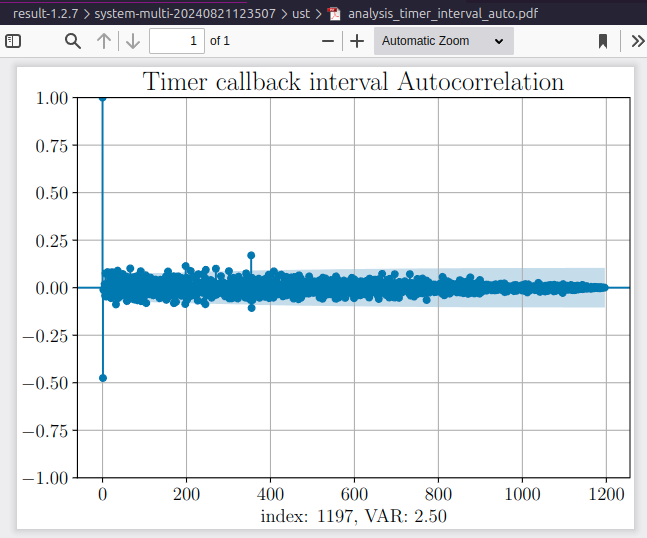 result-1.2.7 > system-multi-20240821123507 > ust > analysis_timer_interval_auto.pdf
1 of 1 Automatic Zoom
Timer callback interval Autocorrelation
1.00
0.75
0.50
0.25
0.00
−0.25
−0.50
−0.75
−1.00
0 200 400 600 800 1000 1200
index: 1197, VAR: 2.50